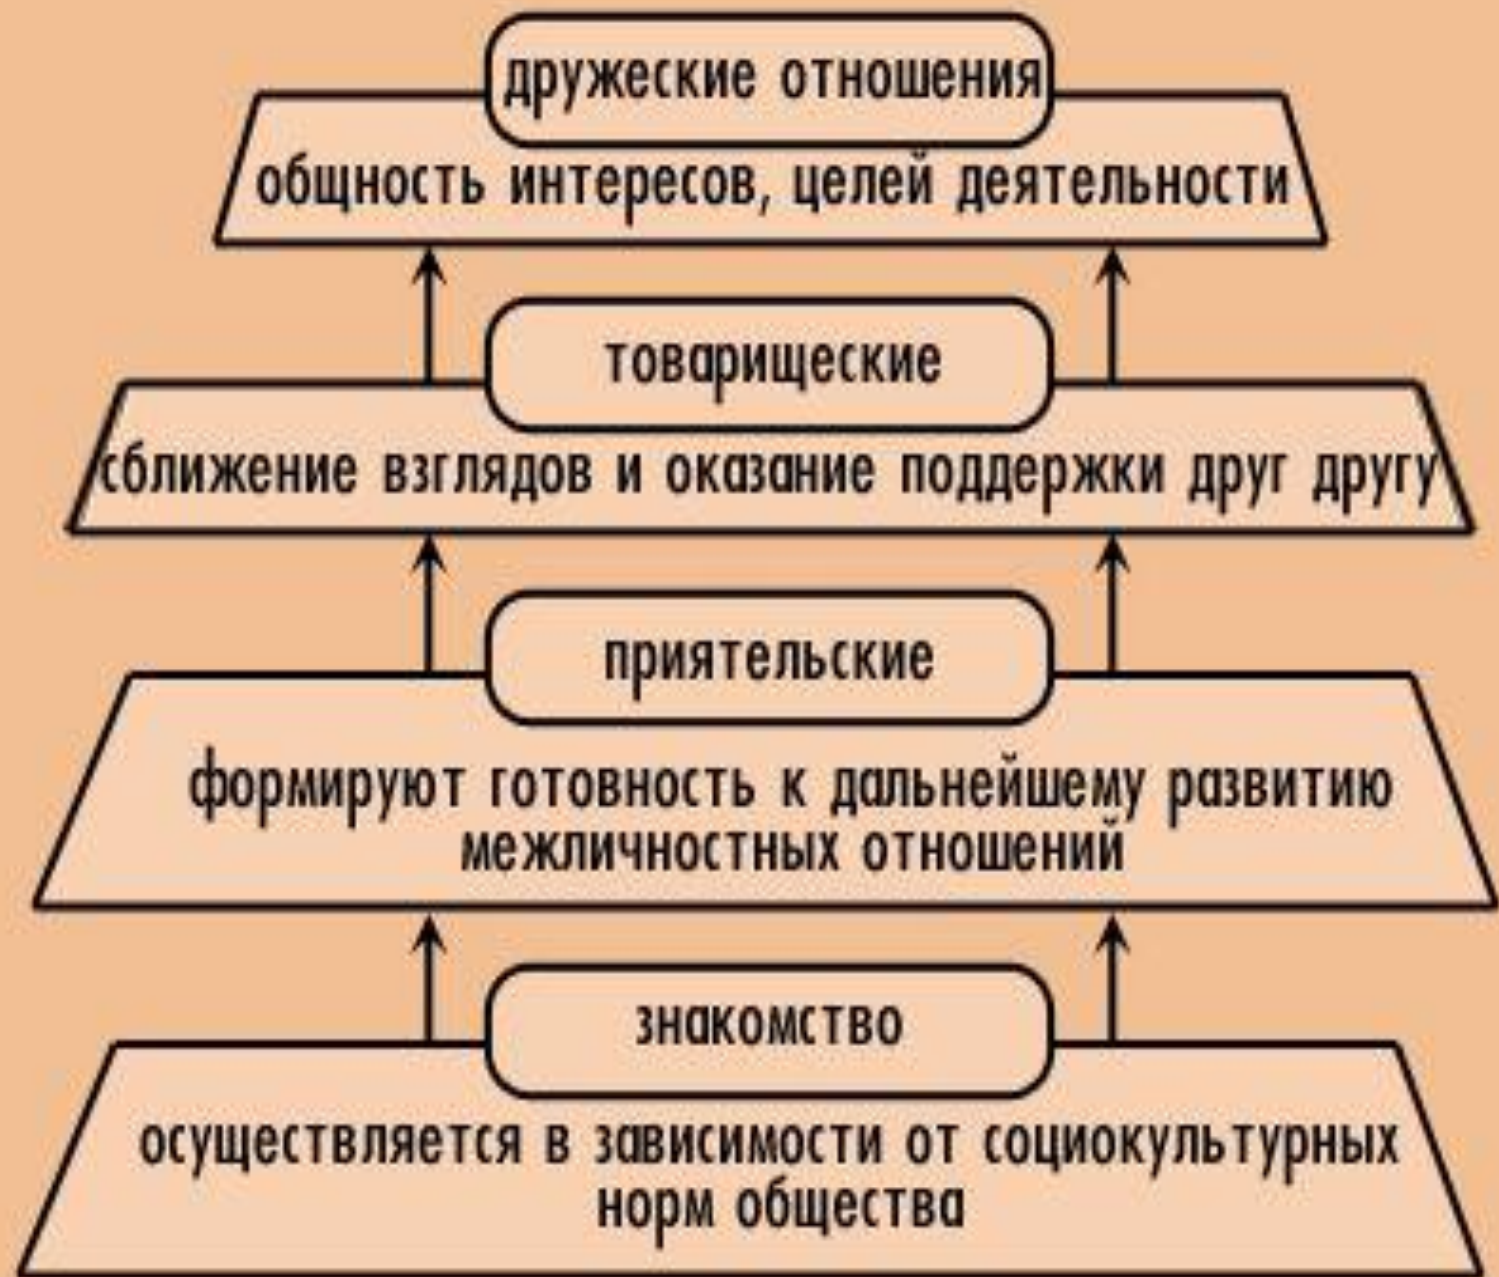 дружеские отношения
общность интересов, целей деятельности
товарищеские
сближение взглядов и оказание поддержки друг другу
приятельские
формируют готовность к дальнейшему развитию
межличностных отношений
знакомство
осуществляется в зависимости от социокультурных
норм общества